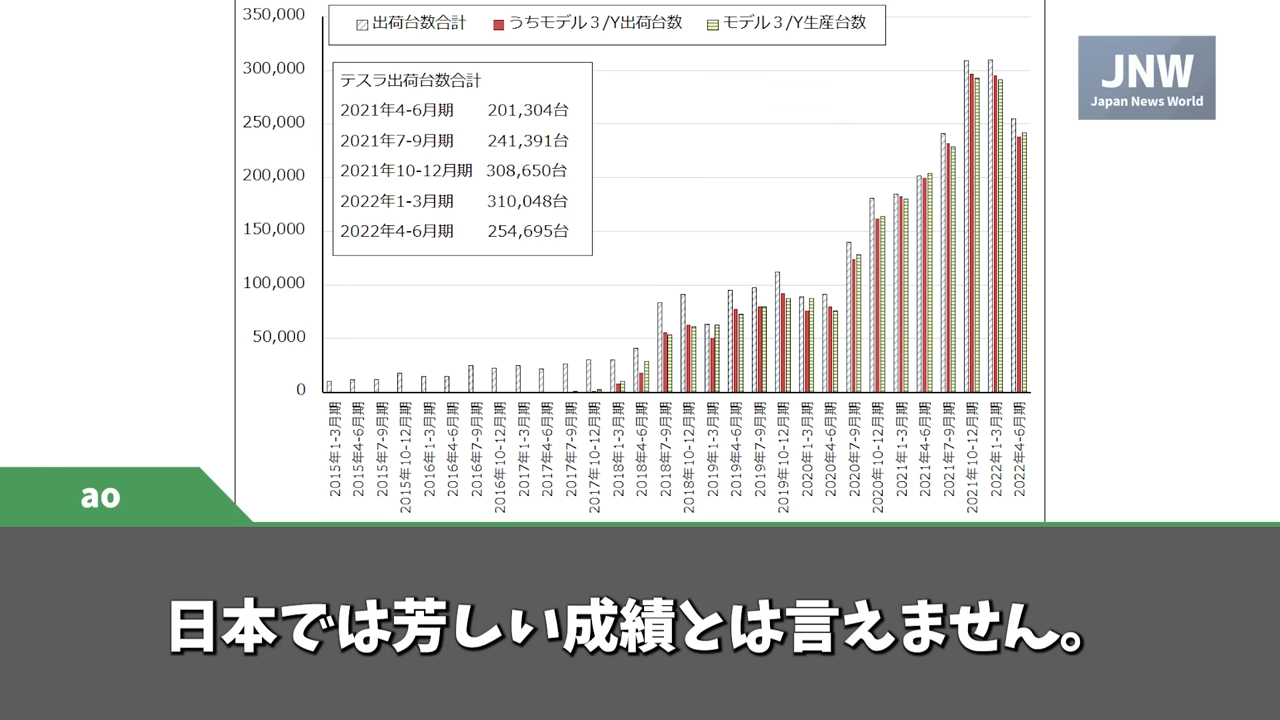 350,000
300,000
250,000
200,000
150,000
100,000
50,000
0
出荷台数合計 うちモデル3/Y出荷台数 モデル3/Y生産台数
テスラ出荷台数合計
2021年4-6月期 201,304台
2021年7-9月期 241,391台
2021年10-12月期 308,650台
2022年1-3月期 310,048台
2022年4-6月期 254,695台
JNW
Japan News World
2015年1-3月期
2015年4-6月期
2015年7-9月期
2015年10-12月期
2016年1-3月期
2016年4-6月期
2016年7-9月期
2016年10-12月期
2017年1-3月期
2017年4-6月期
2017年7-9月期
2017年10-12月期
2018年1-3月期
2018年4-6月期
2018年7-9月期
2018年10-12月期
2019年1-3月期
2019年4-6月期
2019年7-9月期
2019年10-12月期
2020年1-3月期
2020年4-6月期
2020年7-9月期
2020年10-12月期
2021年1-3月期
2021年4-6月期
2021年7-9月期
2021年10-12月期
2022年1-3月期
2022年4-6月期
ao
日本では芳しい成績とは言えません。